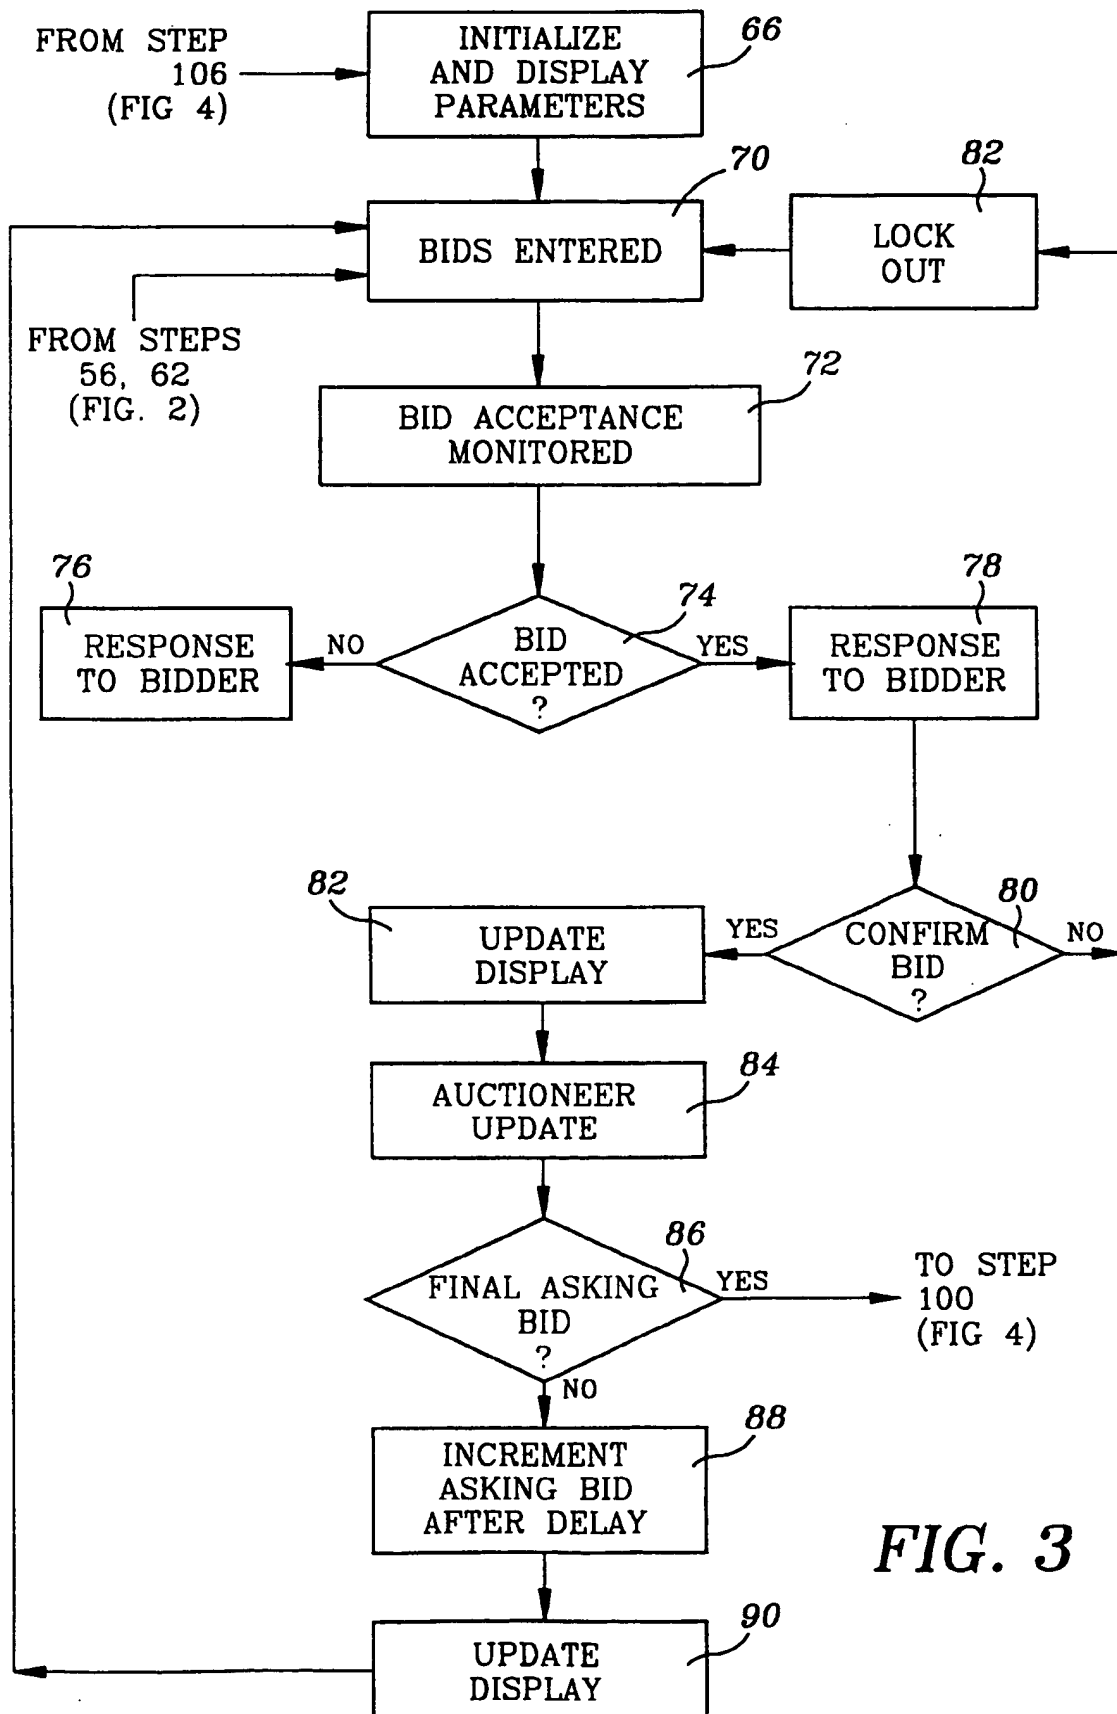 FROM STEP
106
(FIG 4)
INITIALIZE
AND DISPLAY
PARAMETERS
66
70
BIDS ENTERED
82
LOCK
OUT
FROM STEPS
56, 62
(FIG. 2)
72
BID ACCEPTANCE
MONITORED
76
RESPONSE
TO BIDDER
NO
74
BID
ACCEPTED
?
YES
78
RESPONSE
TO BIDDER
82
UPDATE
DISPLAY
YES
80
CONFIRM
BID
?
NO
84
AUCTIONEER
UPDATE
86
FINAL ASKING
BID
?
YES
TO STEP
100
(FIG 4)
NO
88
INCREMENT
ASKING BID
AFTER DELAY
FIG. 3
90
UPDATE
DISPLAY